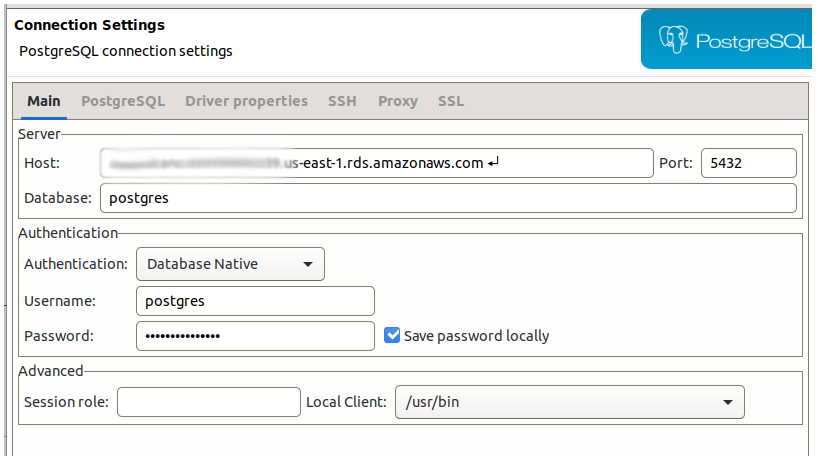 Connection Settings
PostgreSQL connection settings
PostgreSQL
Main PostgreSQL Driver properties SSH Proxy SSL
Server
Host: .us-east-1.rds.amazonaws.com ↵ Port: 5432
Database: postgres
Authentication
Authentication: Database Native
Username: postgres
Password: •••••••••••••••
Save password locally
Advanced
Session role: Local Client: /usr/bin